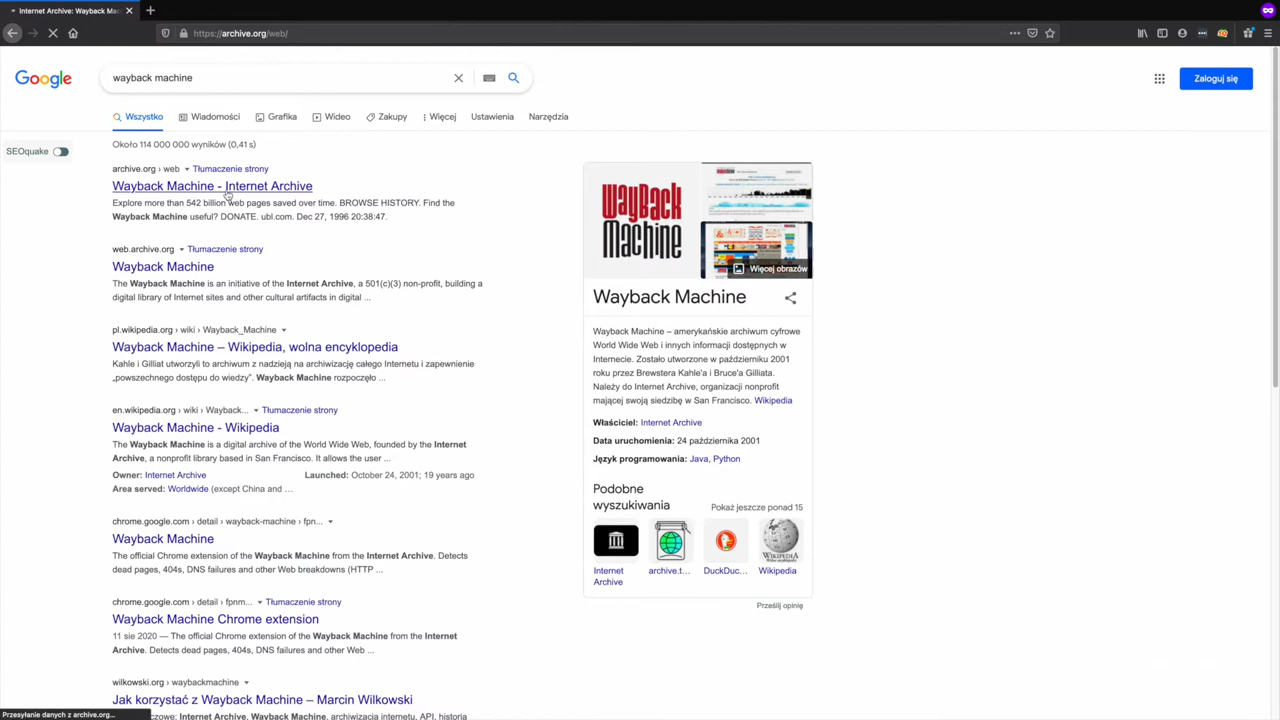 Internet Archive: Wayback Mac
https://archive.org/web/
Google
wayback machine
Zaloguj się
Wszystko
Wiadomości
Grafika
Video
Zakupy
Więcej
Ustawienia
Narzędzia
SEOquake
Około 114 000 000 wyników (0,41 s)
archive.org › web Tłumaczenie strony
Wayback Machine - Internet Archive
Explore more than 542 billion web pages saved over time. BROWSE HISTORY. Find the
Wayback Machine useful? DONATE. ubl.com. Dec 27, 1996 20:38:47.
web.archive.org Tłumaczenie strony
Wayback Machine
The Wayback Machine is an initiative of the Internet Archive, a 501(c)(3) non-profit, building a
digital library of Internet sites and other cultural artifacts in digital ...
pl.wikipedia.org › wiki › Wayback_Machine
Wayback Machine – Wikipedia, wolna encyklopedia
Kahle i Gilliat utworzyli to archiwum z nadzieją na archiwizację całego Internetu i zapewnienie
„powszechnego dostępu do wiedzy”. Wayback Machine rozpoczęło ...
en.wikipedia.org › wiki › Wayback... Tłumaczenie strony
Wayback Machine - Wikipedia
The Wayback Machine is a digital archive of the World Wide Web, founded by the Internet
Archive, a nonprofit library based in San Francisco. It allows the user ...
Owner: Internet Archive Launched: October 24, 2001; 19 years ago
Area served: Worldwide (except China and ...
chrome.google.com › detail › wayback-machine › fpn...
Wayback Machine
The official Chrome extension of the Wayback Machine from the Internet Archive. Detects
dead pages, 404s, DNS failures and other Web breakdowns (HTTP ...
chrome.google.com › detail › fpnm... Tłumaczenie strony
Wayback Machine Chrome extension
11 sie 2020 — The official Chrome extension of the Wayback Machine from the Internet
Archive. Detects dead pages, 404s, DNS failures and other Web ...
wilkowski.org › waybackmachine
Jak korzystać z Wayback Machine – Marcin Wilkowski
Internet Archive, Wayback Machine, archiwizacja internetu, API, historia
Przesyłanie danych z archive.org...
WayBack
Machine
Więcej obrazów
Wayback Machine
Wayback Machine – amerykańskie archiwum cyfrowe
World Wide Web i innych informacji dostępnych w
Internecie. Zostało utworzone w październiku 2001
roku przez Brewstera Kahle'a i Bruce'a Gilliata.
Należy do Internet Archive, organizacji nonprofit
mającej swoją siedzibę w San Francisco. Wikipedia
Właściciel: Internet Archive
Data uruchomienia: 24 października 2001
Język programowania: Java, Python
Podobne
wyszukiwania
Pokaż jeszcze ponad 15
Internet
Archive
archive.t...
DuckDuc...
Wikipedia
Prześlij opinię